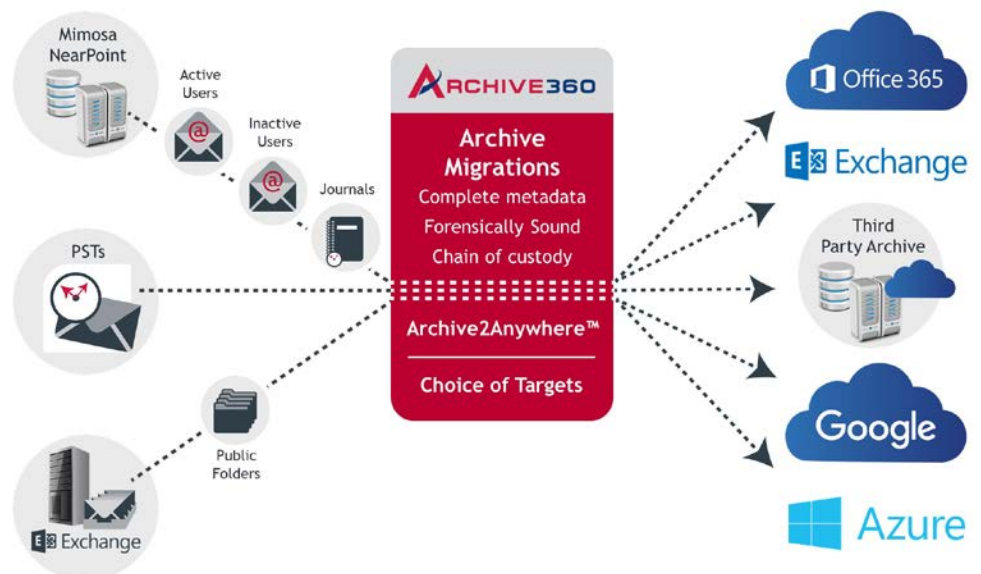 Mimosa
NearPoint
Active
Users
@
Inactive
Users
@
Journals
PSTs
Public
Folders
E Exchange
ARCHIVE360
Archive
Migrations
Complete metadata
Forensically Sound
Chain of custody
Archive2Anywhere™
Choice of Targets
Office 365
E Exchange
Third
Party Archive
Google
Azure